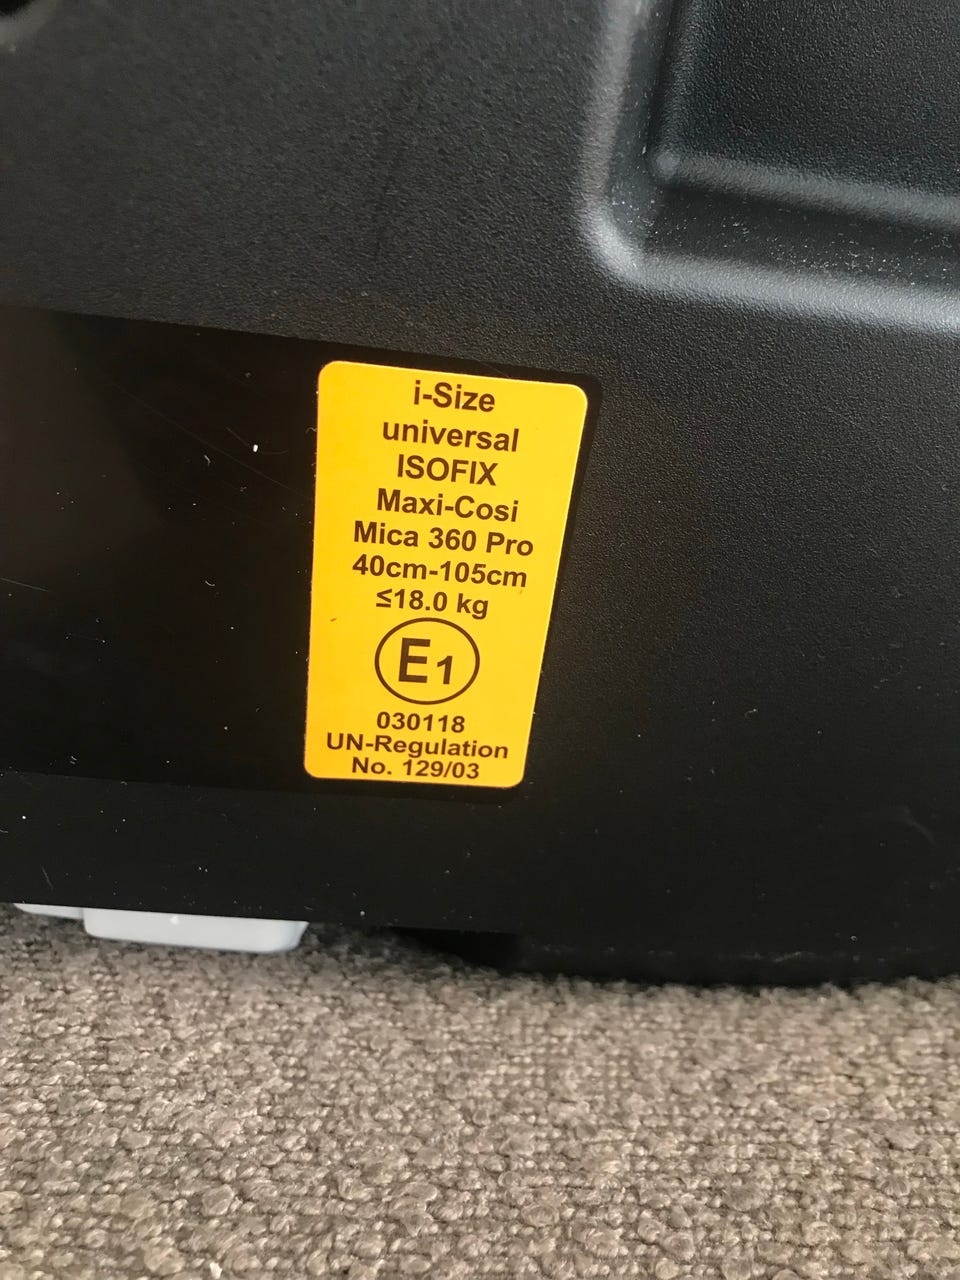 i-Size
universal
ISOFIX
Maxi-Cosi
Mica 360 Pro
40cm-105cm
≤18.0 kg
E1
030118
UN-Regulation
No. 129/03